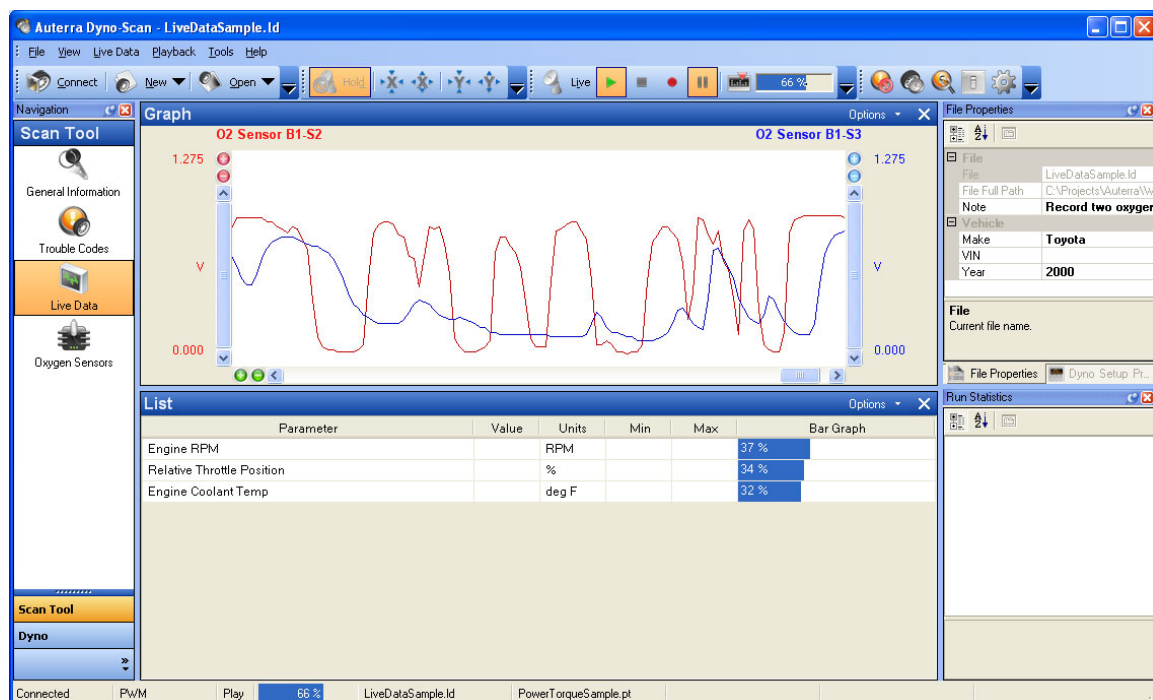 Auterra Dyno-Scan - LiveDataSample.ld
File View Live Data Playback Tools Help
Connect New Open Hold Live 66 %
Navigation
Scan Tool
General Information
Trouble Codes
Live Data
Oxygen Sensors
Scan Tool
Dyno
Graph Options
O2 Sensor B1-S2 O2 Sensor B1-S3
1.275 1.275
V V
0.000 0.000
List Options
Parameter Value Units Min Max Bar Graph
Engine RPM RPM 37 %
Relative Throttle Position % 34 %
Engine Coolant Temp deg F 32 %
File Properties
File
File LiveDataSample.ld
File Full Path C:\Projects\Auterra\W
Note Record two oxyger
Vehicle
Make Toyota
VIN
Year 2000
File
Current file name.
File Properties Dyno Setup Pr...
Run Statistics
Connected PWM Play 66 % LiveDataSample.ld PowerTorqueSample.pt